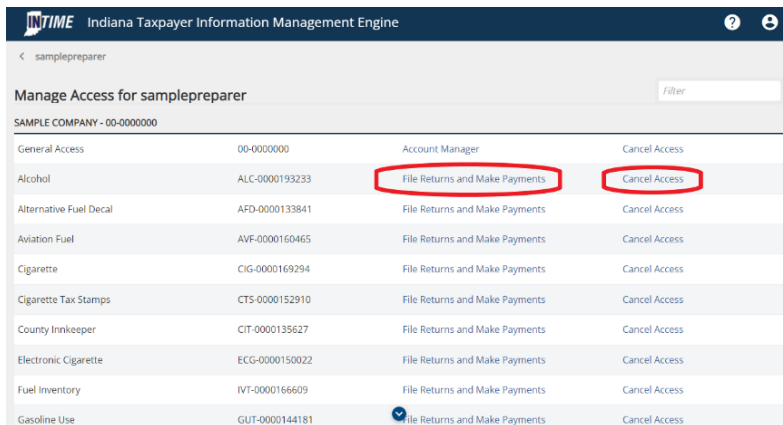 INTIME Indiana Taxpayer Information Management Engine ?
< samplepreparer
Manage Access for samplepreparer Filter
SAMPLE COMPANY - 00-0000000
General Access 00-0000000 Account Manager Cancel Access
Alcohol ALC-0000193233 File Returns and Make Payments Cancel Access
Alternative Fuel Decal AFD-0000133841 File Returns and Make Payments Cancel Access
Aviation Fuel AVF-0000160465 File Returns and Make Payments Cancel Access
Cigarette CIG-0000169294 File Returns and Make Payments Cancel Access
Cigarette Tax Stamps CTS-0000152910 File Returns and Make Payments Cancel Access
County Innkeeper CIT-0000135627 File Returns and Make Payments Cancel Access
Electronic Cigarette ECG-0000150022 File Returns and Make Payments Cancel Access
Fuel Inventory IVT-0000166609 File Returns and Make Payments Cancel Access
Gasoline Use GUT-0000144181 File Returns and Make Payments Cancel Access